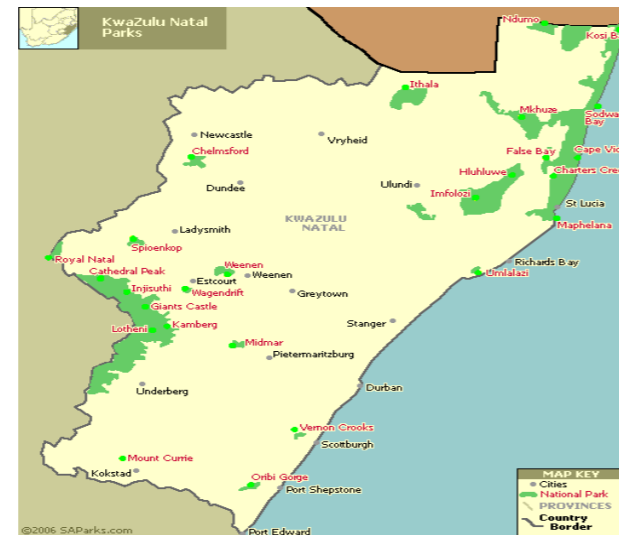 KwaZulu Natal
Parks
Ndumo
Kosi B
Ithala
Mkhuze
Sodwa
Bay
Newcastle
Vryheid
Chelmsford
False Bay
Cape Vid
Hluhluwe
Charters Cree
Dundee
Ulundi
Imfolozi
St Lucia
KWAZULU
NATAL
Maphelana
Ladysmith
Spioenkop
Royal Natal
Weenen
Richards Bay
Cathedral Peak
Umlalazi
Estcourt
Weenen
Injisuthi
Wagendrift
Greytown
Giants Castle
Stanger
Lotheni
Kamberg
Midmar
Pietermaritzburg
Underberg
Durban
Vernon Crooks
Scottburgh
Mount Currie
Kokstad
Oribi Gorge
Port Shepstone
Port Edward
MAP KEY
Cities
National Park
PROVINCES
Country
Border
©2006 SAParks.com